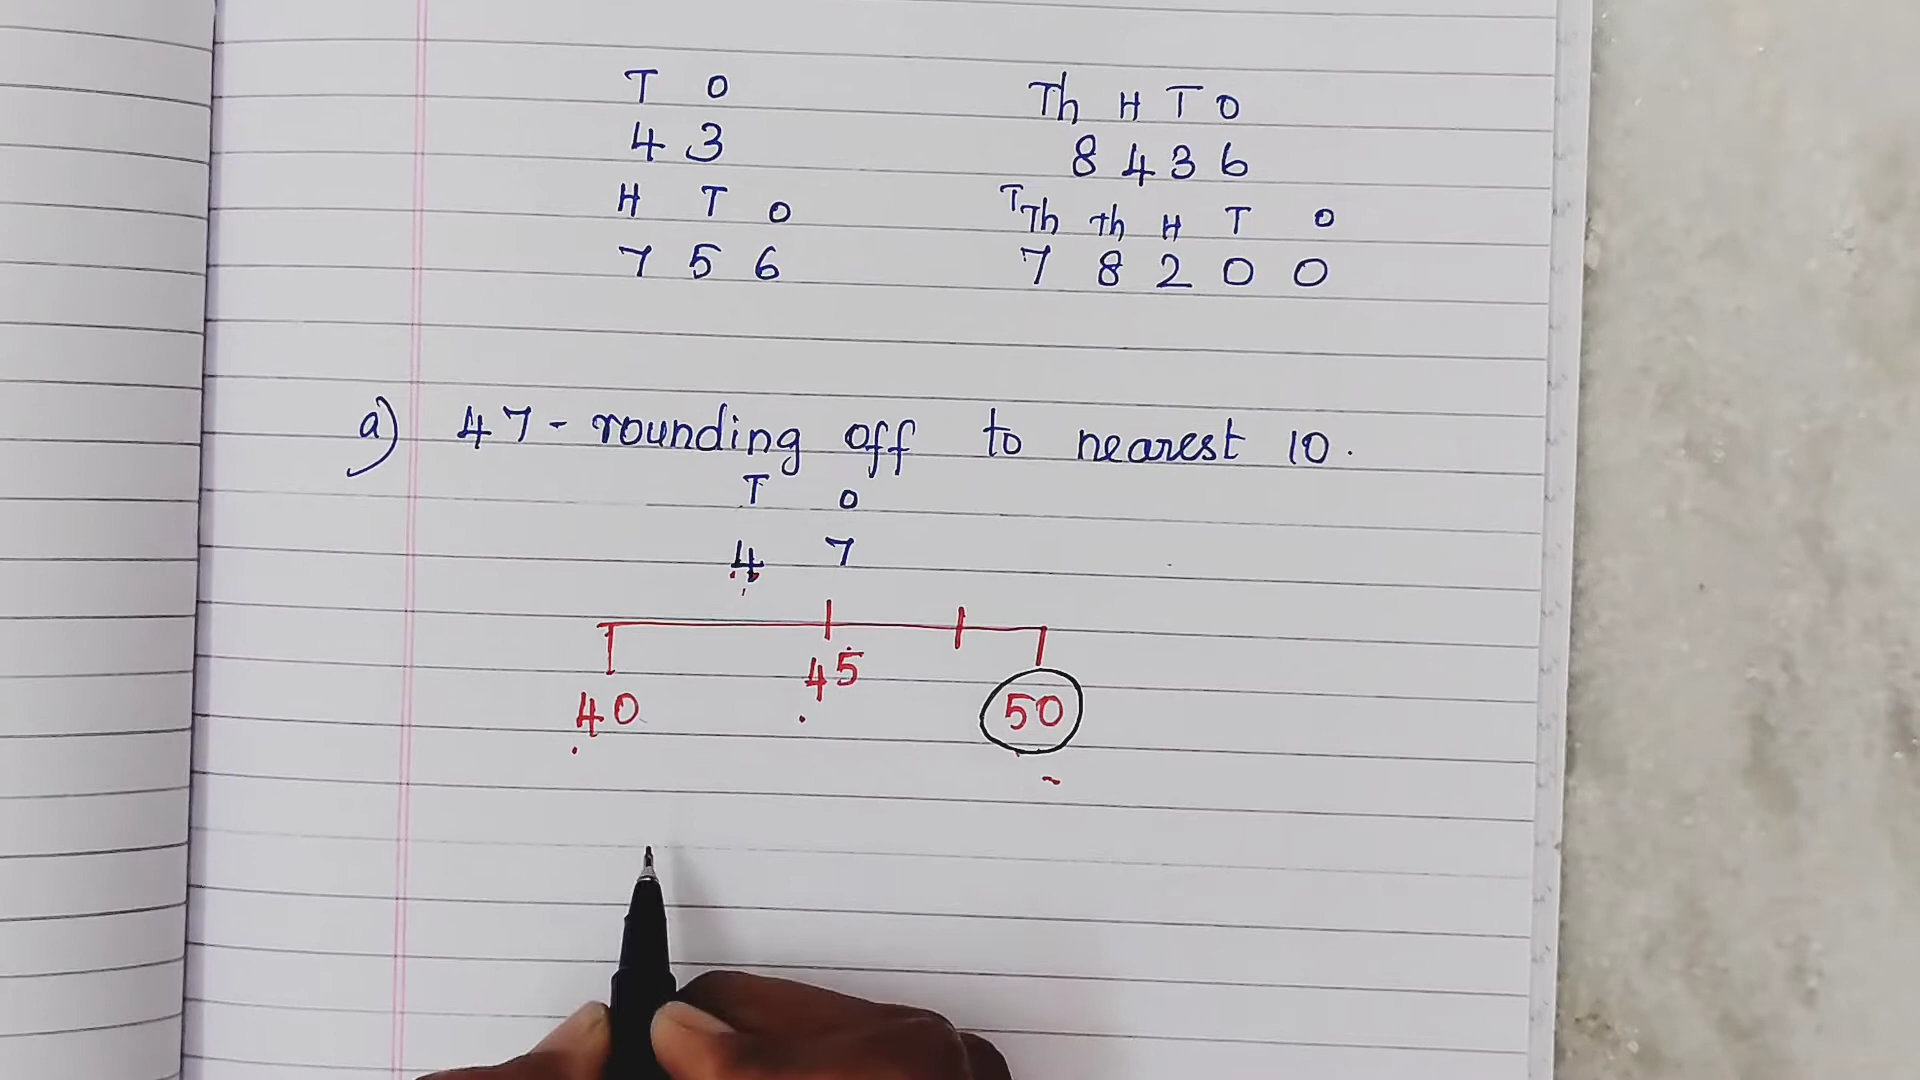 T O
4 3
H T O
7 5 6
Th H T O
8 4 3 6
TTh Th H T O
7 8 2 0 0
a) 47 - rounding off to nearest 10.
T O
4 7
40 45 50